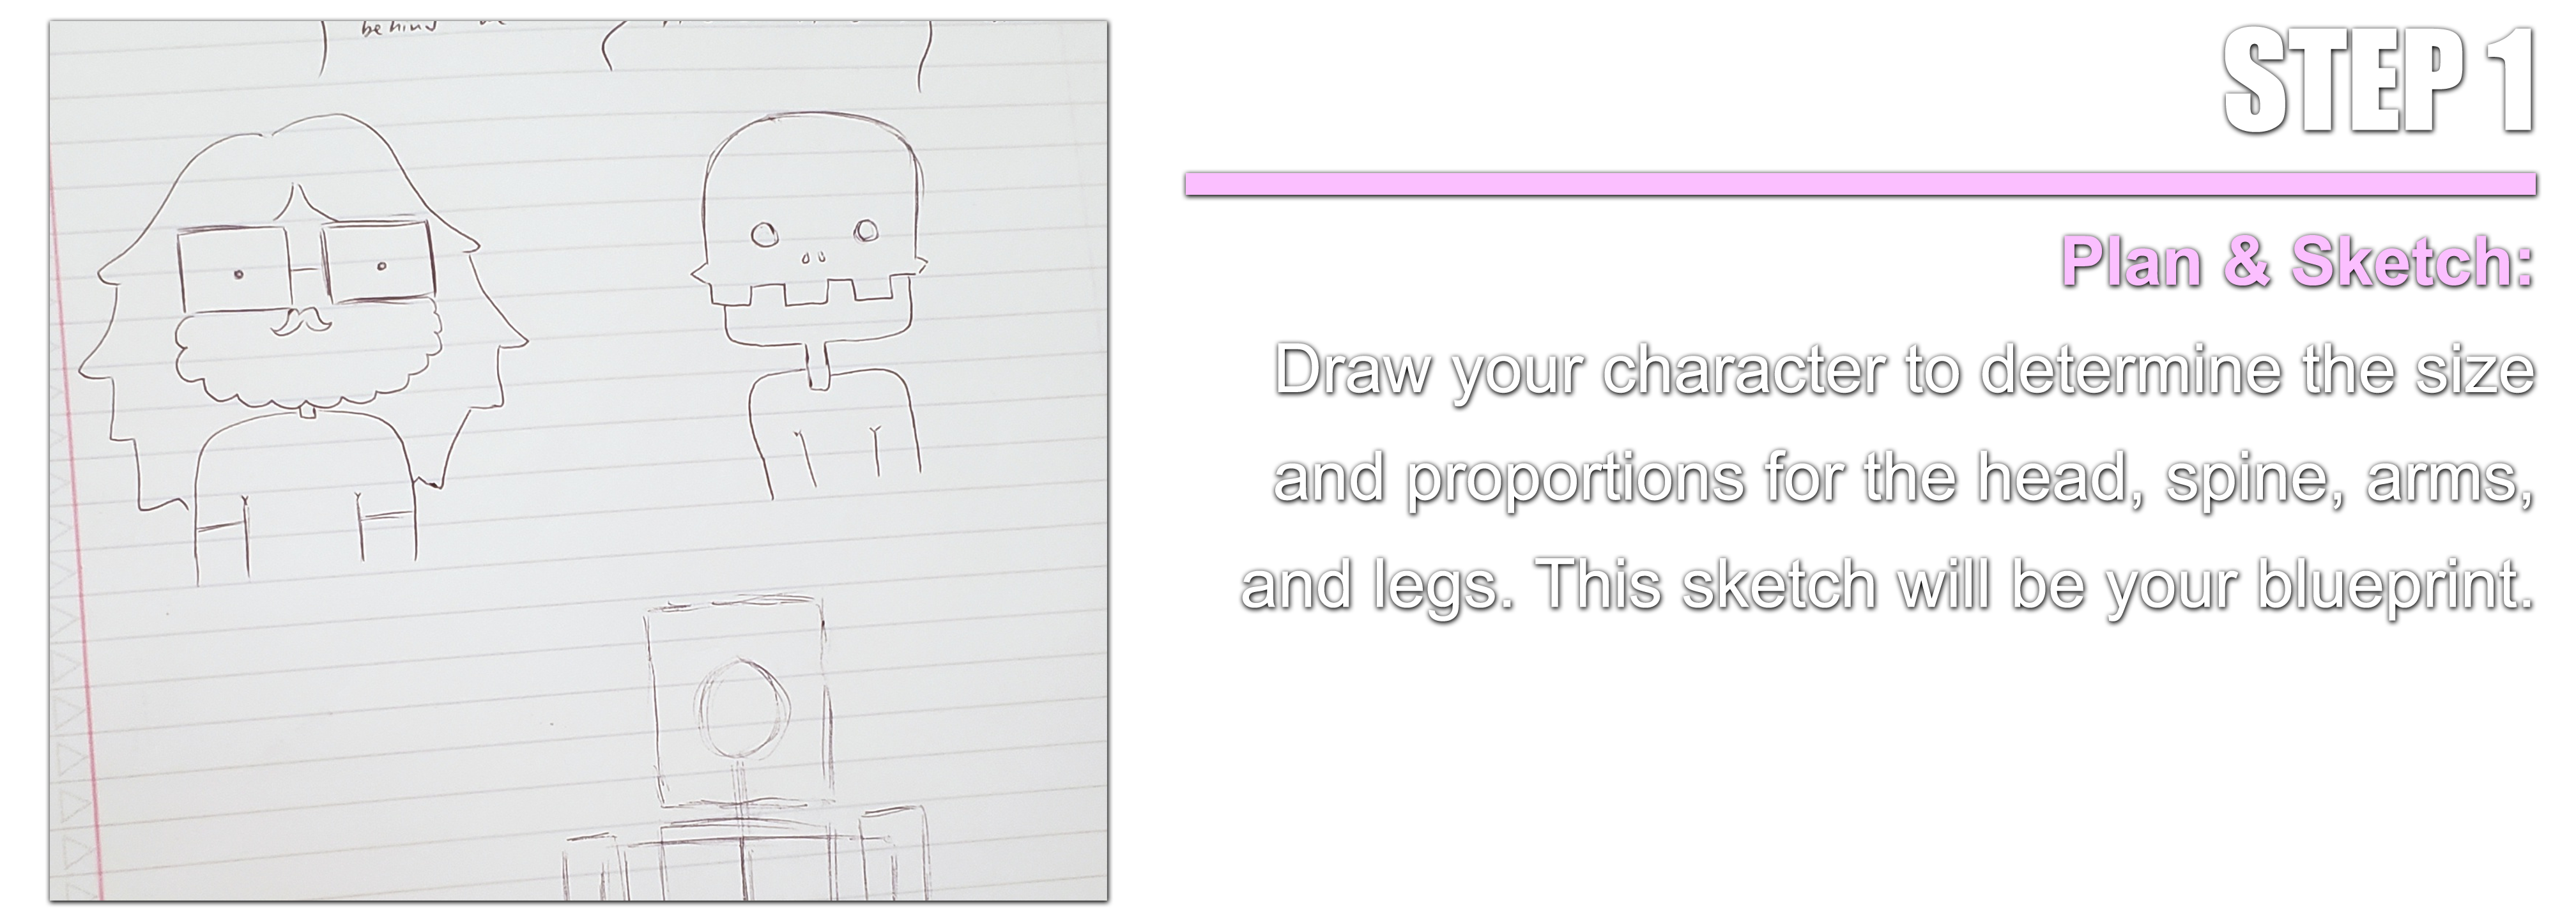 behind
STEP 1
Plan & Sketch:
Draw your character to determine the size
and proportions for the head, spine, arms,
and legs. This sketch will be your blueprint.